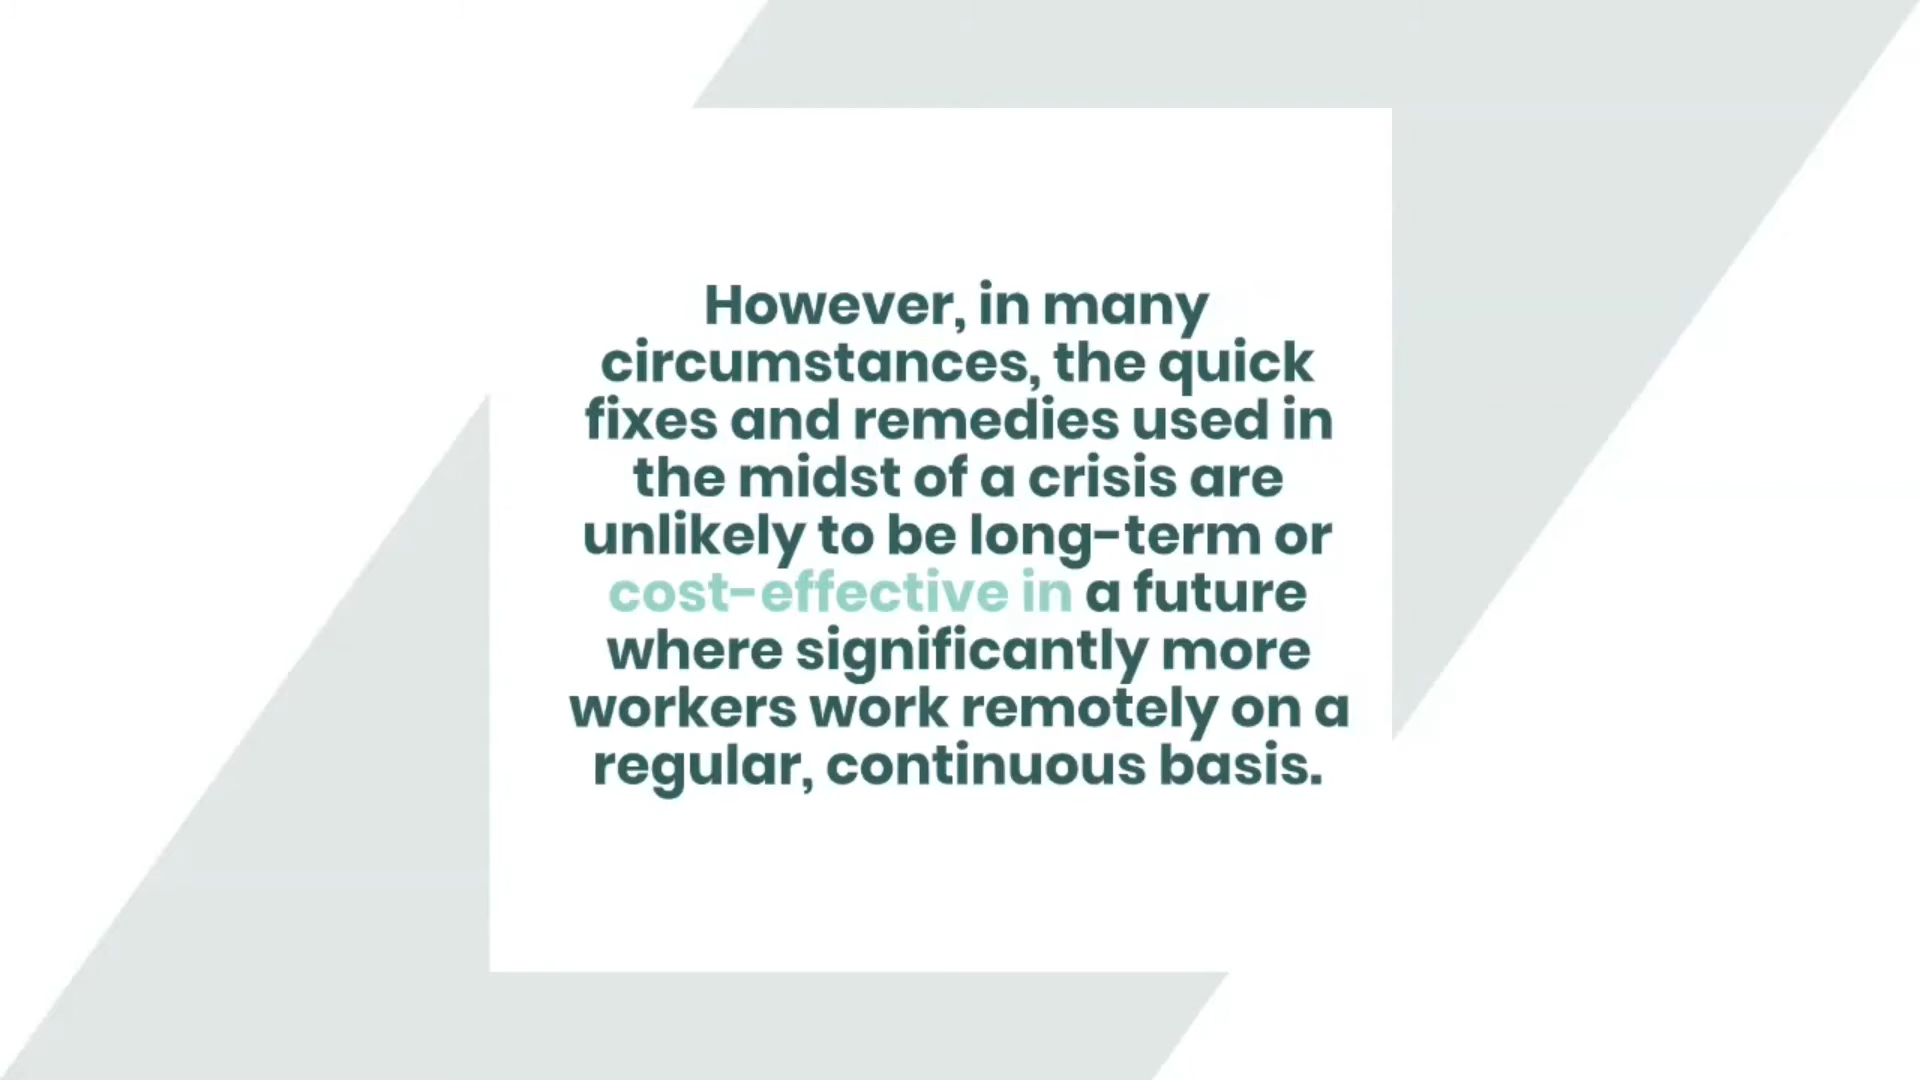 However, in many
circumstances, the quick
fixes and remedies used in
the midst of a crisis are
unlikely to be long-term or
cost-effective in a future
where significantly more
workers work remotely on a
regular, continuous basis.